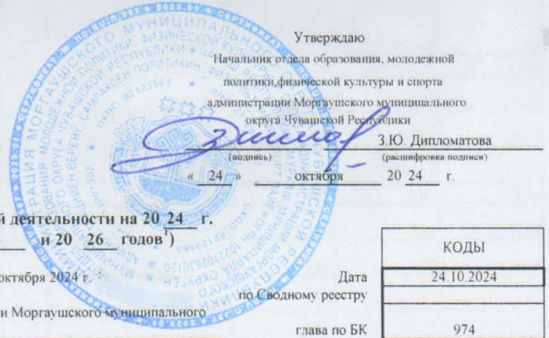 Утверждаю
Начальник отдела образования, молодежной
политики,физической культуры и спорта
администрации Моргаушского муниципального
округа Чувашской Республики
З.Ю. Дипломатова
(подпись) (расшифровка подписи)
« 24 » октября 20 24 г.
й деятельности на 20 24 г.
и 20 26 годов¹)
КОДЫ
октября 2024 г. Дата 24.10.2024
по Сводному реестру
и Моргаушского муниципального
глава по БК 974